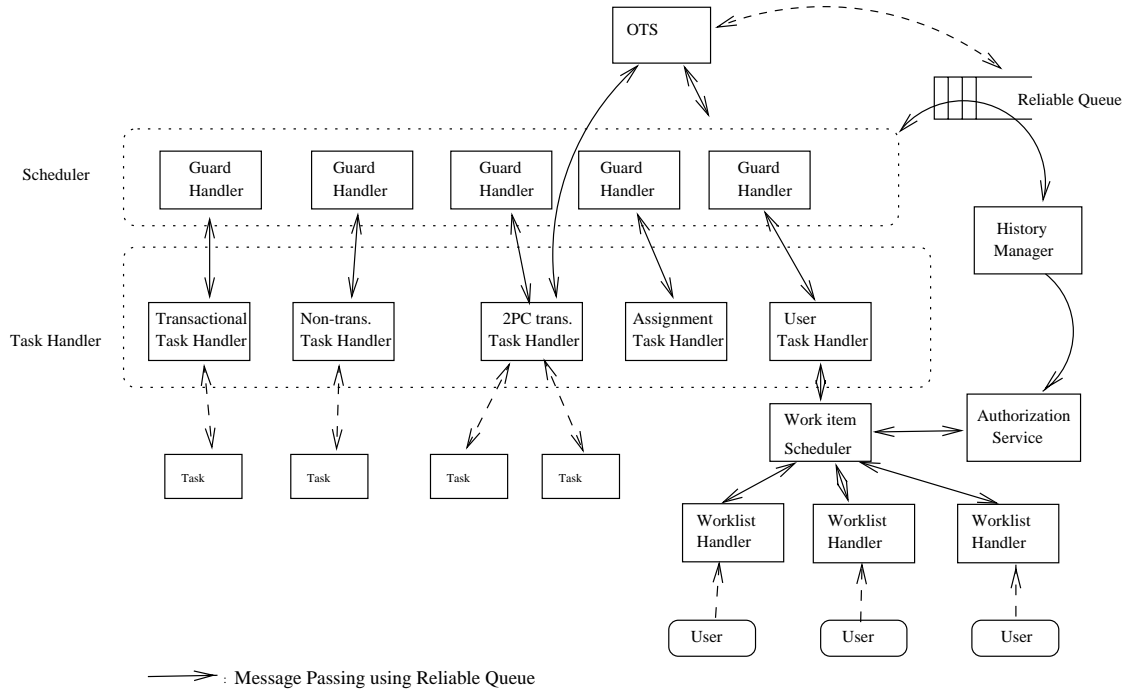 OTS
Reliable Queue
Scheduler
Guard
Handler
Guard
Handler
Guard
Handler
Guard
Handler
Guard
Handler
History
Manager
Task Handler
Transactional
Task Handler
Non-trans.
Task Handler
2PC trans.
Task Handler
Assignment
Task Handler
User
Task Handler
Work item
Scheduler
Authorization
Service
Task
Task
Task
Task
Worklist
Handler
Worklist
Handler
Worklist
Handler
User
User
User
: Message Passing using Reliable Queue